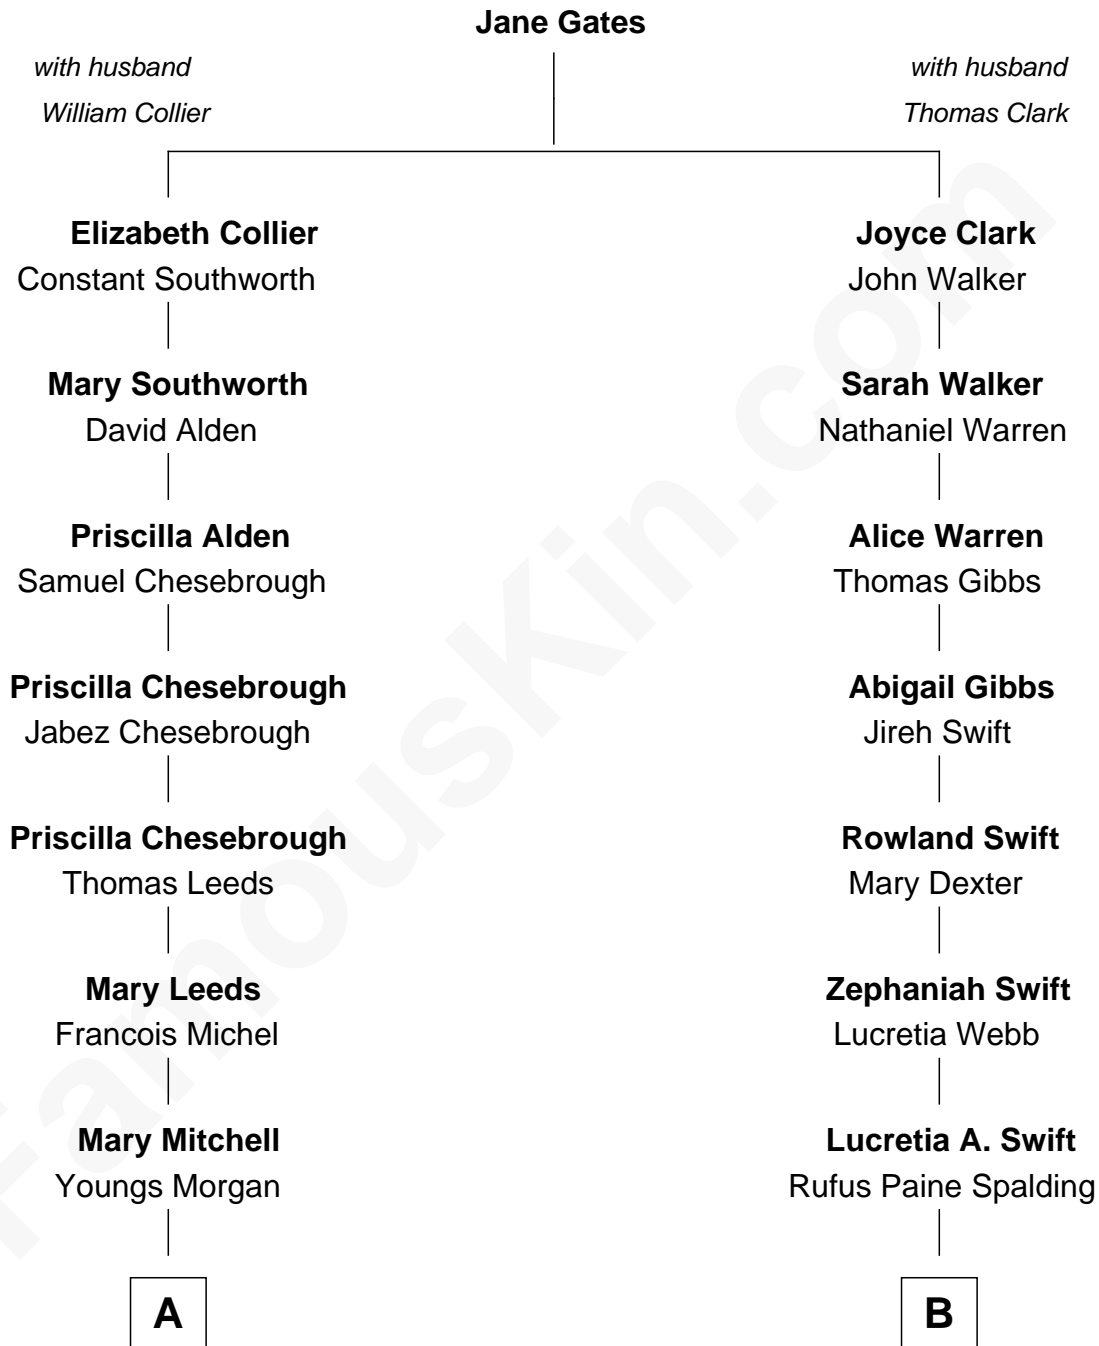 Jane Gates
with husband
William Collier
with husband
Thomas Clark
Elizabeth Collier
Constant Southworth
Joyce Clark
John Walker
Mary Southworth
David Alden
Sarah Walker
Nathaniel Warren
Priscilla Alden
Samuel Chesebrough
Alice Warren
Thomas Gibbs
Priscilla Chesebrough
Jabez Chesebrough
Abigail Gibbs
Jireh Swift
Priscilla Chesebrough
Thomas Leeds
Rowland Swift
Mary Dexter
Mary Leeds
Francois Michel
Zephaniah Swift
Lucretia Webb
Mary Mitchell
Youngs Morgan
Lucretia A. Swift
Rufus Paine Spalding
A
B
FamousKin.com